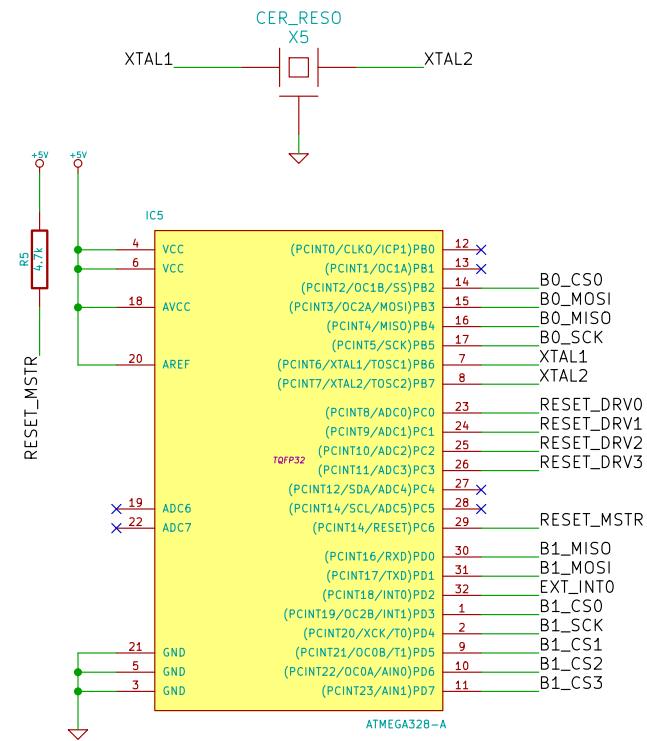 CER_RESO
X5
XTAL1
XTAL2
+5V
+5V
R5
4.7k
RESET_MSTR
IC5
4 VCC
6 VCC
18 AVCC
20 AREF
19 ADC6
22 ADC7
21 GND
5 GND
3 GND
TQFP32
(PCINT0/CLKO/ICP1)PB0 12
(PCINT1/OC1A)PB1 13
(PCINT2/OC1B/SS)PB2 14 B0_CS0
(PCINT3/OC2A/MOSI)PB3 15 B0_MOSI
(PCINT4/MISO)PB4 16 B0_MISO
(PCINT5/SCK)PB5 17 B0_SCK
(PCINT6/XTAL1/TOSC1)PB6 7 XTAL1
(PCINT7/XTAL2/TOSC2)PB7 8 XTAL2
(PCINT8/ADC0)PC0 23 RESET_DRV0
(PCINT9/ADC1)PC1 24 RESET_DRV1
(PCINT10/ADC2)PC2 25 RESET_DRV2
(PCINT11/ADC3)PC3 26 RESET_DRV3
(PCINT12/SDA/ADC4)PC4 27
(PCINT14/SCL/ADC5)PC5 28
(PCINT14/RESET)PC6 29 RESET_MSTR
(PCINT16/RXD)PD0 30 B1_MISO
(PCINT17/TXD)PD1 31 B1_MOSI
(PCINT18/INT0)PD2 32 EXT_INT0
(PCINT19/OC2B/INT1)PD3 1 B1_CS0
(PCINT20/XCK/T0)PD4 2 B1_SCK
(PCINT21/OC0B/T1)PD5 9 B1_CS1
(PCINT22/OC0A/AIN0)PD6 10 B1_CS2
(PCINT23/AIN1)PD7 11 B1_CS3
ATMEGA328-A